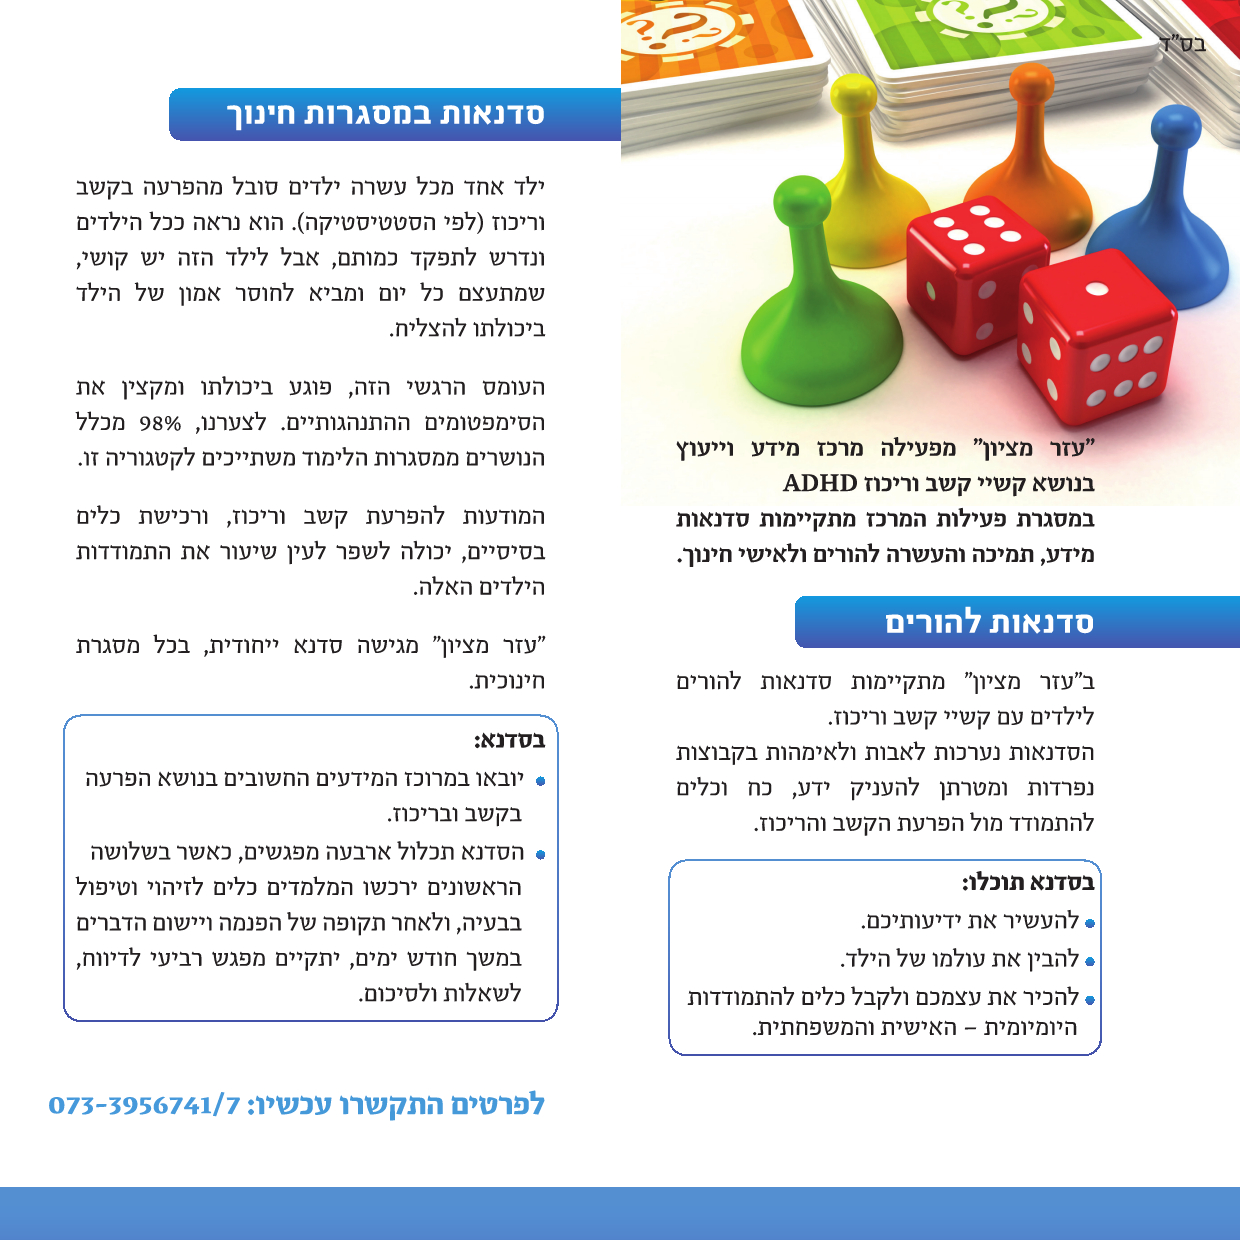 בס"ד
"עזר מציון" מפעילה מרכז מידע וייעוץ
בנושא קשיי קשב וריכוז ADHD
במסגרת פעילות המרכז מתקיימות סדנאות
מידע, תמיכה והעשרה להורים ולאישי חינוך.
סדנאות להורים
ב"עזר מציון" מתקיימות סדנאות להורים
לילדים עם קשיי קשב וריכוז.
הסדנאות נערכות לאבות ולאימהות בקבוצות
נפרדות ומטרתן להעניק ידע, כח וכלים
להתמודד מול הפרעת הקשב והריכוז.
בסדנא תוכלו:
• להעשיר את ידיעותיכם.
• להבין את עולמו של הילד.
• להכיר את עצמכם ולקבל כלים להתמודדות
היומיומית – האישית והמשפחתית.
סדנאות במסגרות חינוך
ילד אחד מכל עשרה ילדים סובל מהפרעה בקשב
וריכוז (לפי הסטטיסטיקה). הוא נראה ככל הילדים
ונדרש לתפקד כמותם, אבל לילד הזה יש קושי,
שמתעצם כל יום ומביא לחוסר אמון של הילד
ביכולתו להצליח.
העומס הרגשי הזה, פוגע ביכולתו ומקצין את
הסימפטומים ההתנהגותיים. לצערנו, 98% מכלל
הנושרים ממסגרות הלימוד משתייכים לקטגוריה זו.
המודעות להפרעת קשב וריכוז, ורכישת כלים
בסיסיים, יכולה לשפר לעין שיעור את התמודדות
הילדים האלה.
"עזר מציון" מגישה סדנא ייחודית, בכל מסגרת
חינוכית.
בסדנא:
• יובאו במרוכז המידעים החשובים בנושא הפרעה
בקשב ובריכוז.
• הסדנא תכלול ארבעה מפגשים, כאשר בשלושה
הראשונים ירכשו המלמדים כלים לזיהוי וטיפול
בבעיה, ולאחר תקופה של הפנמה ויישום הדברים
במשך חודש ימים, יתקיים מפגש רביעי לדיווח,
לשאלות ולסיכום.
לפרטים התקשרו עכשיו: 073-3956741/7